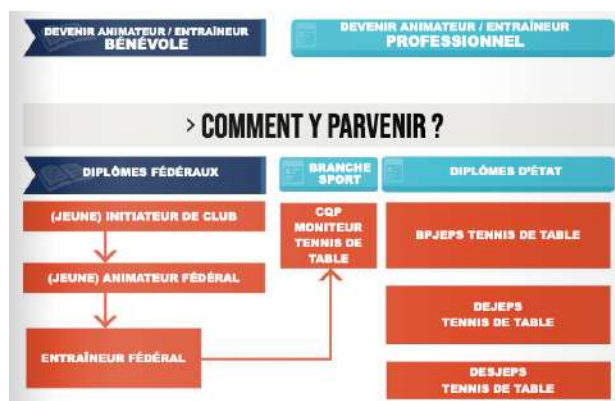 DEVENIR ANIMATEUR / ENTRAÎNEUR
BÉNÉVOLE
DEVENIR ANIMATEUR / ENTRAÎNEUR
PROFESSIONNEL
> COMMENT Y PARVENIR ?
DIPLÔMES FÉDÉRAUX
BRANCHE
SPORT
DIPLÔMES D'ÉTAT
(JEUNE) INITIATEUR DE CLUB
(JEUNE) ANIMATEUR FÉDÉRAL
ENTRAÎNEUR FÉDÉRAL
CQP
MONITEUR
TENNIS DE
TABLE
BPJEPS TENNIS DE TABLE
DEJEPS
TENNIS DE TABLE
DESJEPS
TENNIS DE TABLE